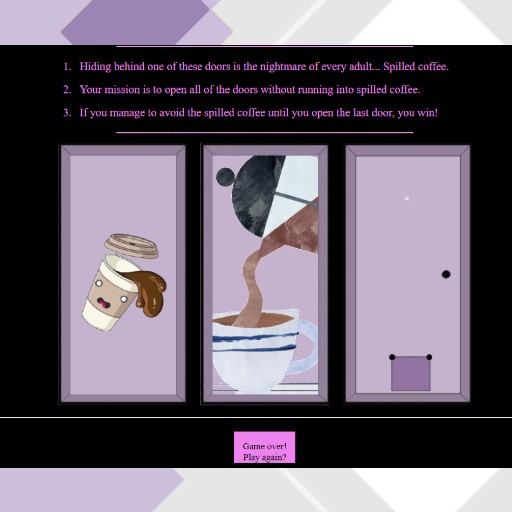 1. Hiding behind one of these doors is the nightmare of every adult... Spilled coffee.
2. Your mission is to open all of the doors without running into spilled coffee.
3. If you manage to avoid the spilled coffee until you open the last door, you win!
Game over!
Play again?